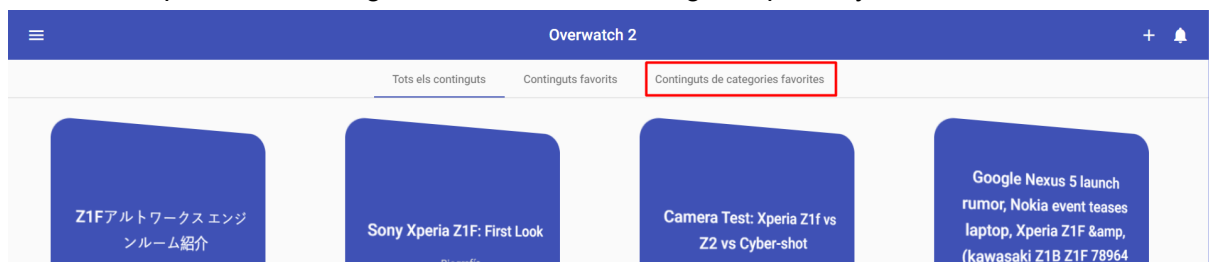 Overwatch 2
Tots els continguts
Continguts favorits
Continguts de categories favorites
Z1Fアルトワークス エンジ
ンルーム紹介
Sony Xperia Z1F: First Look
Camera Test: Xperia Z1f vs
Z2 vs Cyber-shot
Google Nexus 5 launch
rumor, Nokia event teases
laptop, Xperia Z1F &amp,
(kawasaki Z1B Z1F 78964